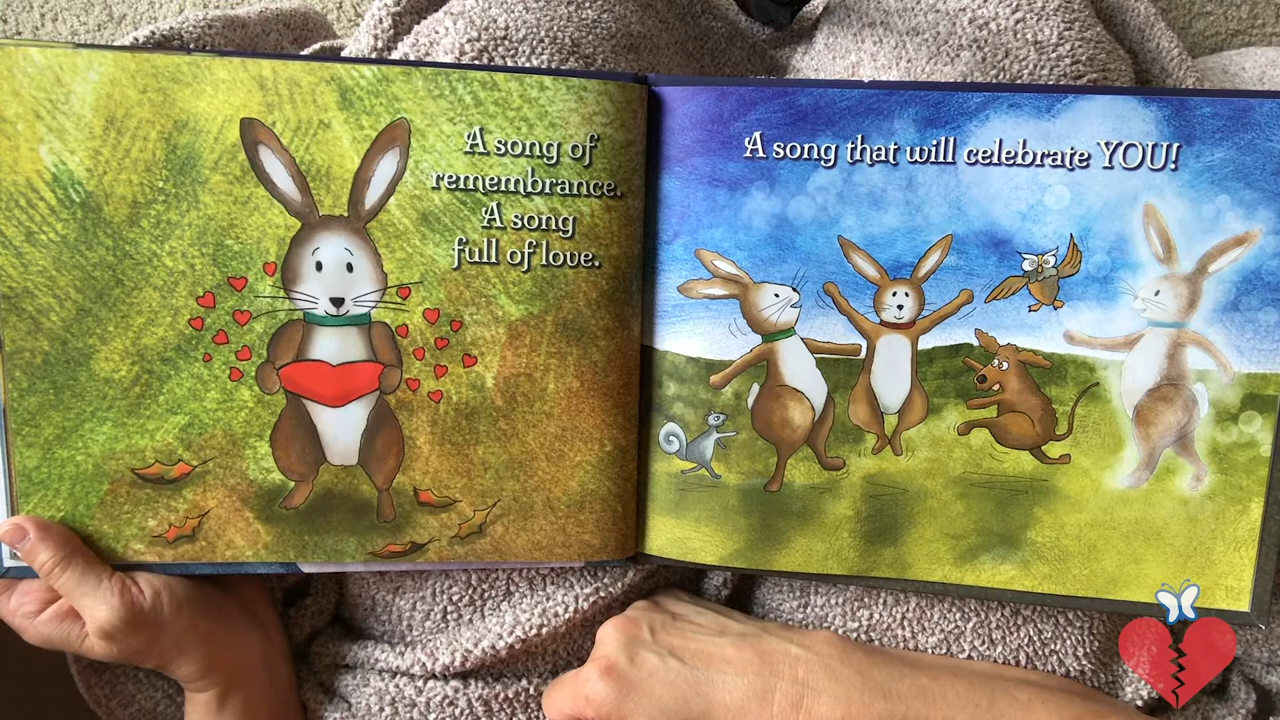 A song of
remembrance.
A song
full of love.
A song that will celebrate YOU!